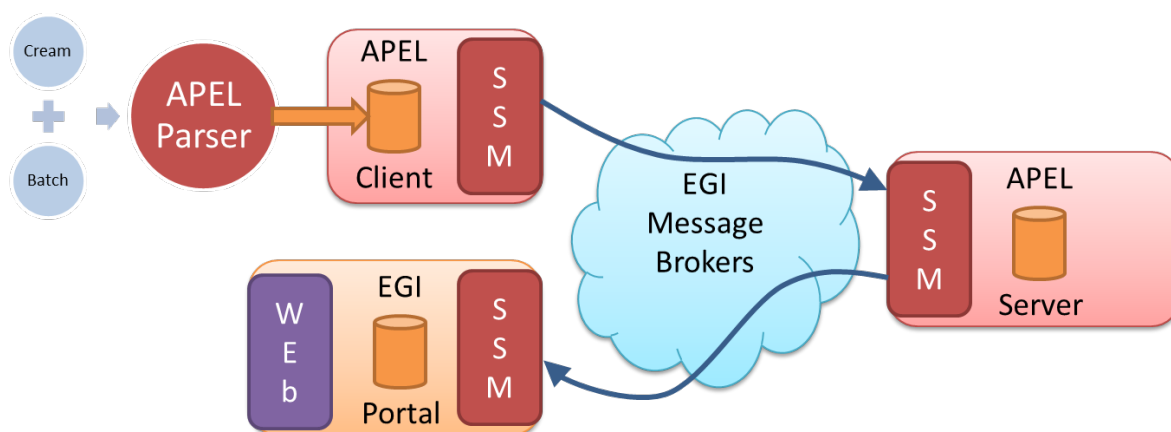 Cream
Batch
APEL
Parser
APEL
Client
S
S
M
EGI
Message
Brokers
S
S
M
APEL
Server
W
E
b
EGI
Portal
S
S
M